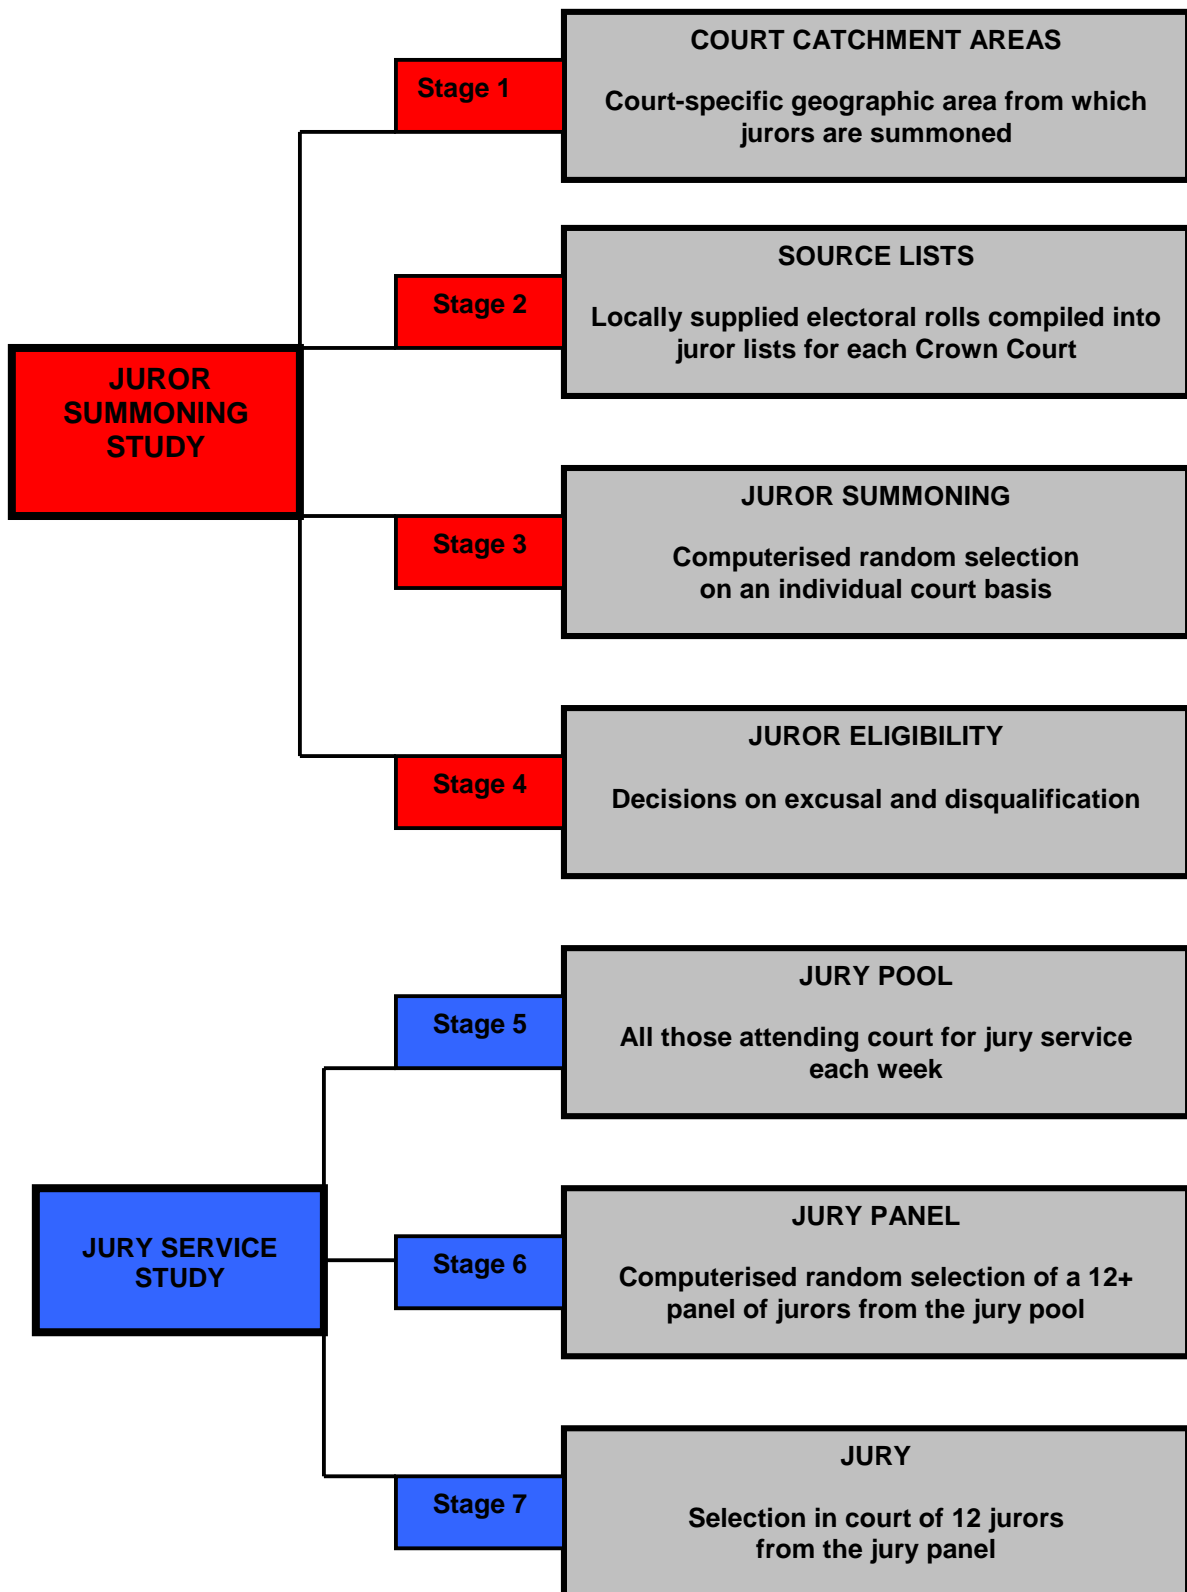 JUROR
SUMMONING
STUDY
Stage 1
COURT CATCHMENT AREAS
Court-specific geographic area from which
jurors are summoned
Stage 2
SOURCE LISTS
Locally supplied electoral rolls compiled into
juror lists for each Crown Court
Stage 3
JUROR SUMMONING
Computerised random selection
on an individual court basis
Stage 4
JUROR ELIGIBILITY
Decisions on excusal and disqualification
JURY SERVICE
STUDY
Stage 5
JURY POOL
All those attending court for jury service
each week
Stage 6
JURY PANEL
Computerised random selection of a 12+
panel of jurors from the jury pool
Stage 7
JURY
Selection in court of 12 jurors
from the jury panel